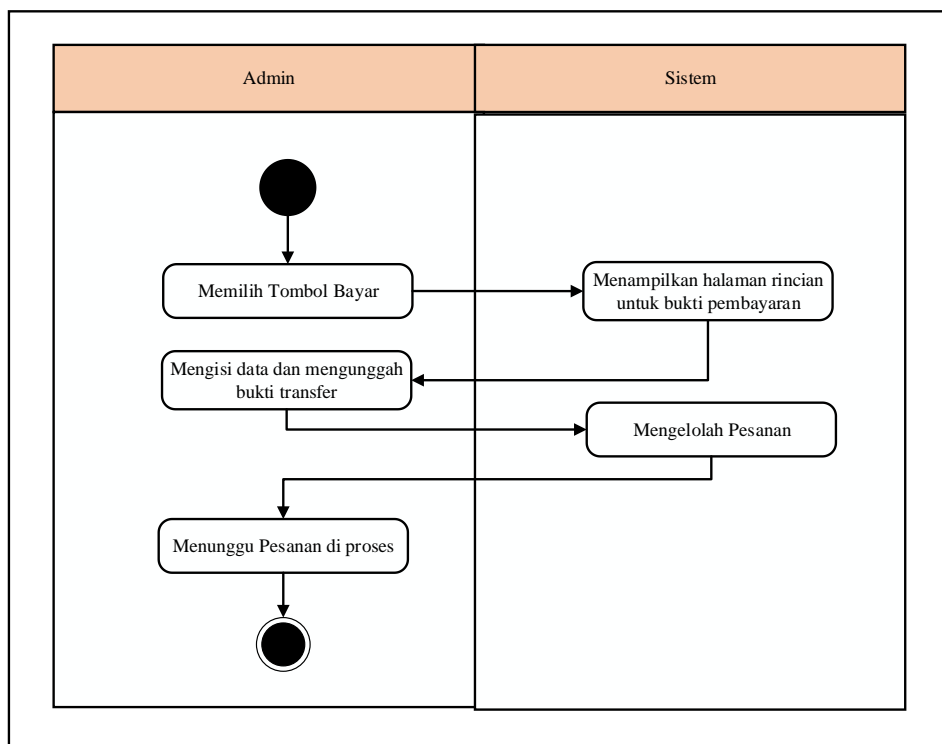 Admin
Sistem
Memilih Tombol Bayar
Menampilkan halaman rincian
untuk bukti pembayaran
Mengisi data dan mengunggah
bukti transfer
Mengelolah Pesanan
Menunggu Pesanan di proses